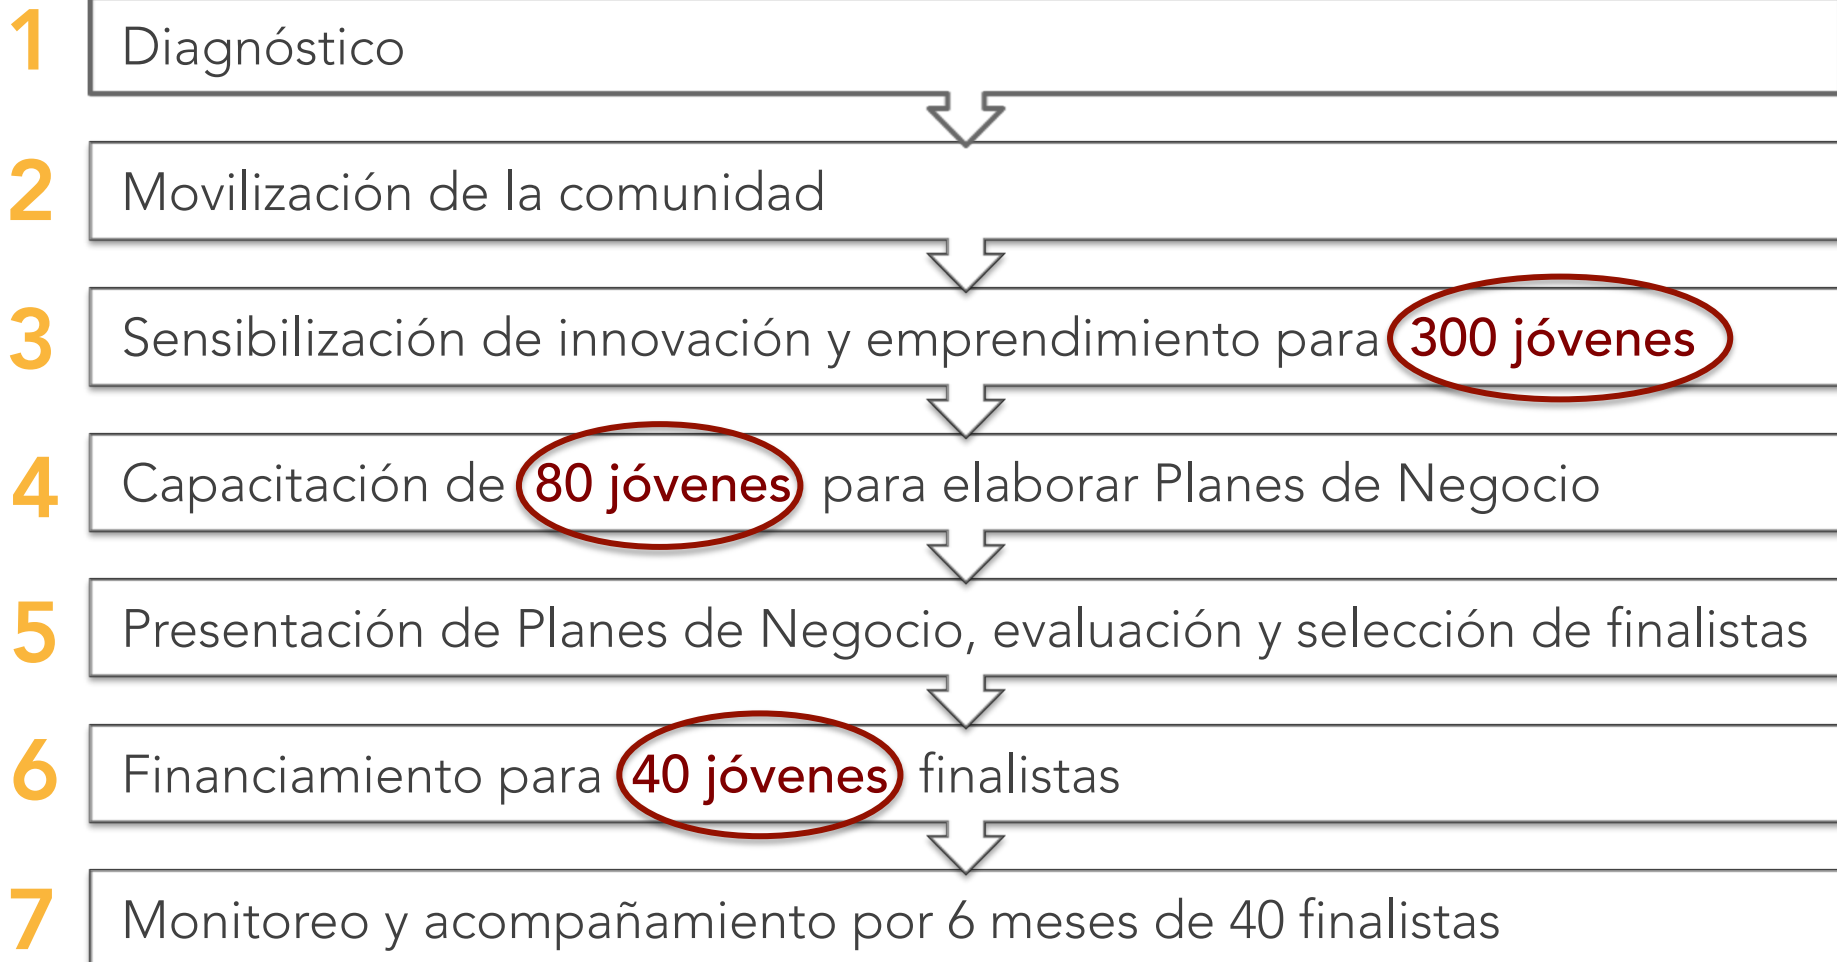 1 Diagnóstico
2 Movilización de la comunidad
3 Sensibilización de innovación y emprendimiento para 300 jóvenes
4 Capacitación de 80 jóvenes para elaborar Planes de Negocio
5 Presentación de Planes de Negocio, evaluación y selección de finalistas
6 Financiamiento para 40 jóvenes finalistas
7 Monitoreo y acompañamiento por 6 meses de 40 finalistas